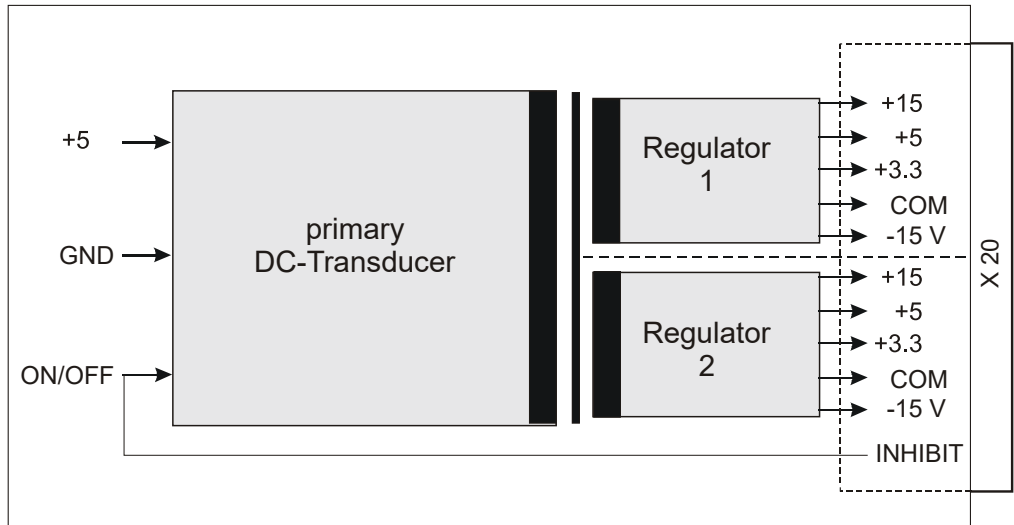 +5
GND
ON/OFF
primary
DC-Transducer
Regulator
1
+15
+5
+3.3
COM
-15 V
Regulator
2
+15
+5
+3.3
COM
-15 V
INHIBIT
X 20